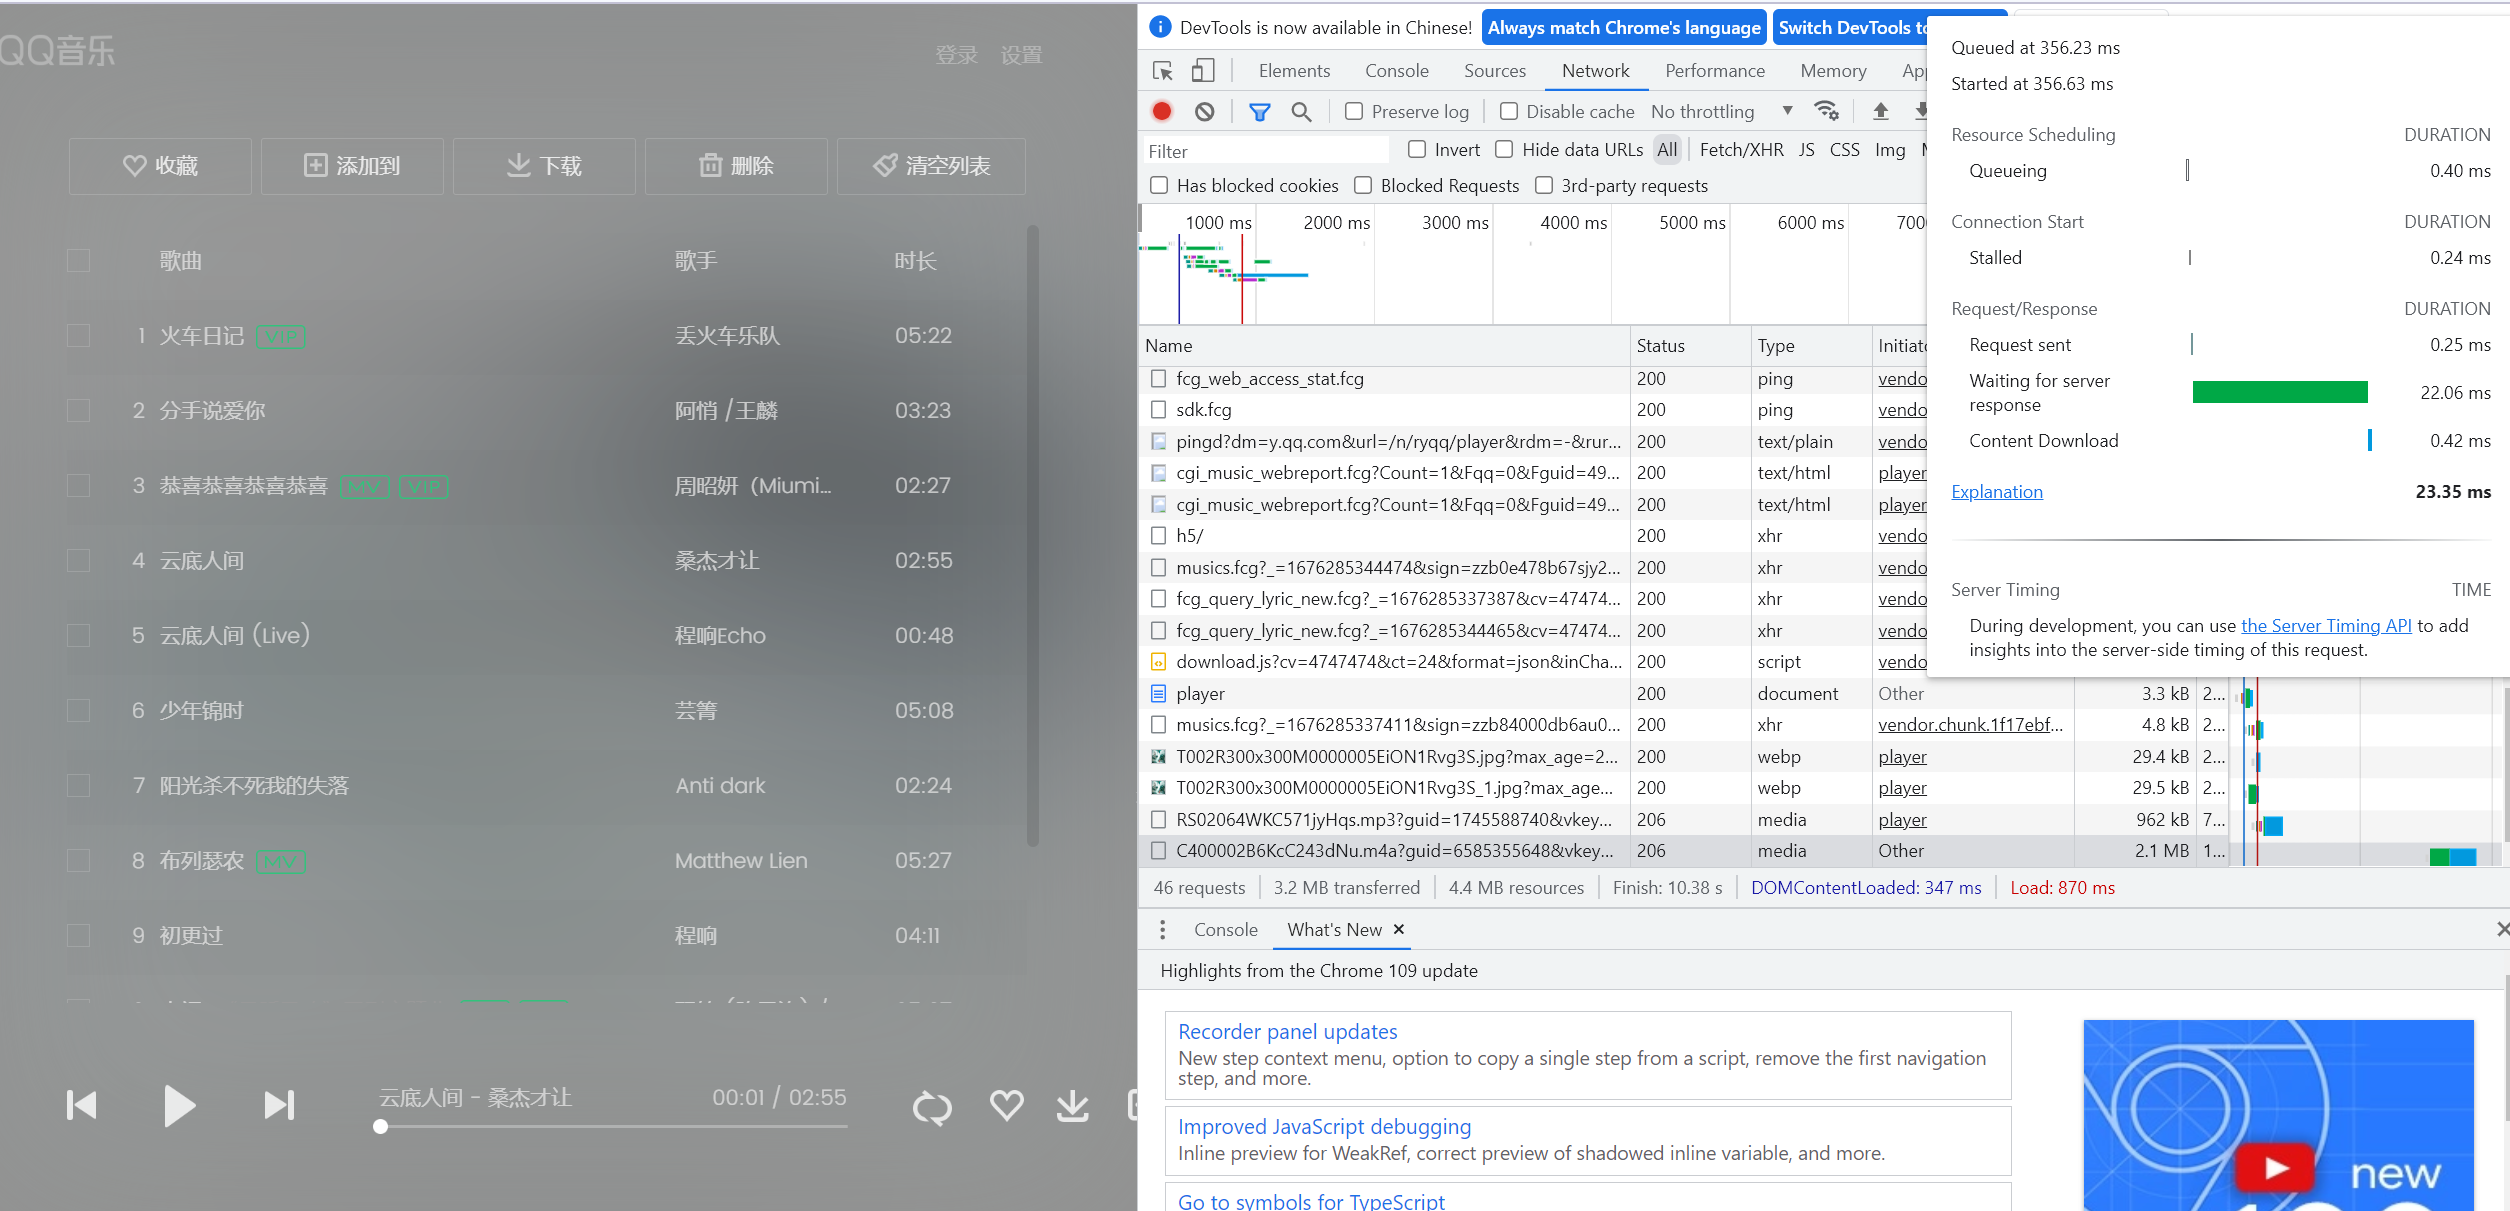 QQ音乐
登录 设置
收藏 添加到 下载 删除 清空列表
歌曲 歌手 时长
1 火车日记 VIP 丢火车乐队 05:22
2 分手说爱你 阿悄 /王麟 03:23
3 恭喜恭喜恭喜恭喜 MV VIP 周昭妍（Miumi... 02:27
4 云底人间 桑杰才让 02:55
5 云底人间 (Live) 程响Echo 00:48
6 少年锦时 芸箐 05:08
7 阳光杀不死我的失落 Anti dark 02:24
8 布列瑟农 MV Matthew Lien 05:27
9 初更过 程响 04:11
云底人间 - 桑杰才让 00:01 / 02:55
DevTools is now available in Chinese! Always match Chrome's language Switch DevTools to
Elements Console Sources Network Performance Memory App
Preserve log Disable cache No throttling
Filter Invert Hide data URLs All Fetch/XHR JS CSS Img
Has blocked cookies Blocked Requests 3rd-party requests
1000 ms 2000 ms 3000 ms 4000 ms 5000 ms 6000 ms 700
Name Status Type Initiato
fcg_web_access_stat.fcg 200 ping vendo
sdk.fcg 200 ping vendo
pingd?dm=y.qq.com&url=/n/ryqq/player&rdm=-&rur... 200 text/plain vendo
cgi_music_webreport.fcg?Count=1&Fqq=0&Fguid=49... 200 text/html player
cgi_music_webreport.fcg?Count=1&Fqq=0&Fguid=49... 200 text/html player
h5/ 200 xhr vendo
musics.fcg?_=1676285344474&sign=zzb0e478b67sjy2... 200 xhr vendo
fcg_query_lyric_new.fcg?_=1676285337387&cv=47474... 200 xhr vendo
fcg_query_lyric_new.fcg?_=1676285344465&cv=47474... 200 xhr vendo
download.js?cv=4747474&ct=24&format=json&inCha... 200 script vendo
player 200 document Other 3.3 kB 2...
musics.fcg?_=1676285337411&sign=zzb84000db6au0... 200 xhr vendor.chunk.1f17ebf... 4.8 kB 2...
T002R300x300M0000005EiON1Rvg3S.jpg?max_age=2... 200 webp player 29.4 kB 2...
T002R300x300M0000005EiON1Rvg3S_1.jpg?max_age... 200 webp player 29.5 kB 2...
RS02064WKC571jyHqs.mp3?guid=1745588740&vkey... 206 media player 962 kB 7...
C400002B6KcC243dNu.m4a?guid=6585355648&vkey... 206 media Other 2.1 MB 1...
46 requests 3.2 MB transferred 4.4 MB resources Finish: 10.38 s DOMContentLoaded: 347 ms Load: 870 ms
Queued at 356.23 ms
Started at 356.63 ms
Resource Scheduling DURATION
Queueing 0.40 ms
Connection Start DURATION
Stalled 0.24 ms
Request/Response DURATION
Request sent 0.25 ms
Waiting for server
response 22.06 ms
Content Download 0.42 ms
Explanation 23.35 ms
Server Timing TIME
During development, you can use the Server Timing API to add
insights into the server-side timing of this request.
Console What's New
Highlights from the Chrome 109 update
Recorder panel updates
New step context menu, option to copy a single step from a script, remove the first navigation
step, and more.
Improved JavaScript debugging
Inline preview for WeakRef, correct preview of shadowed inline variable, and more.
Go to symbols for TypeScript
new